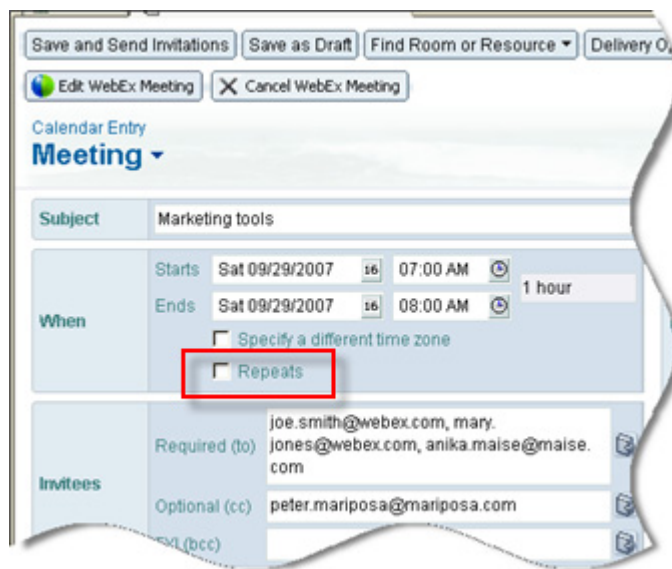 Save and Send Invitations Save as Draft Find Room or Resource Delivery
Edit WebEx Meeting Cancel WebEx Meeting
Calendar Entry
Meeting
Subject Marketing tools
Starts Sat 09/29/2007 16 07:00 AM
1 hour
Ends Sat 09/29/2007 16 08:00 AM
When
Specify a different time zone
Repeats
joe.smith@webex.com, mary.
Required (to) jones@webex.com, anika.maise@maise.
com
Invitees
Optional (cc) peter.mariposa@mariposa.com
(bcc)